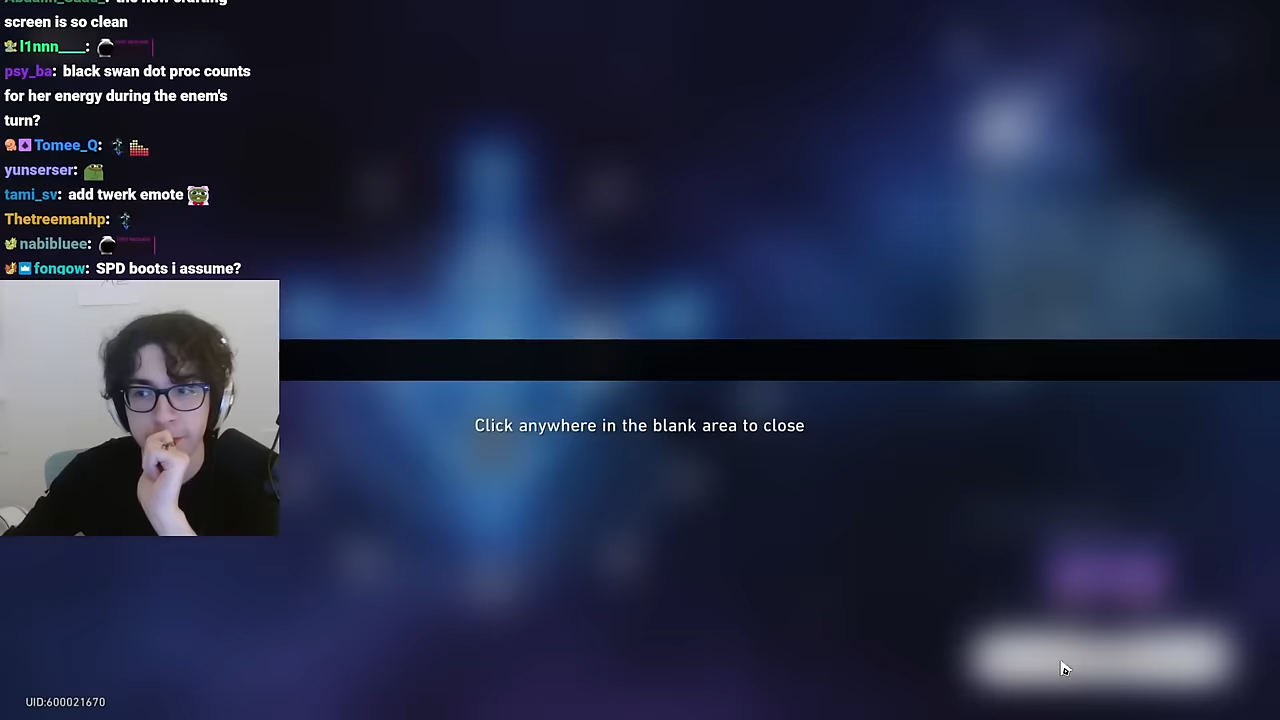 screen is so clean
l1nnn___:
psy_ba: black swan dot proc counts
for her energy during the enem's
turn?
Tomee_Q:
yunserser:
tami_sv: add twerk emote
Thetreemanhp:
nabibluee:
fongow: SPD boots i assume?
Click anywhere in the blank area to close
UID:600021670